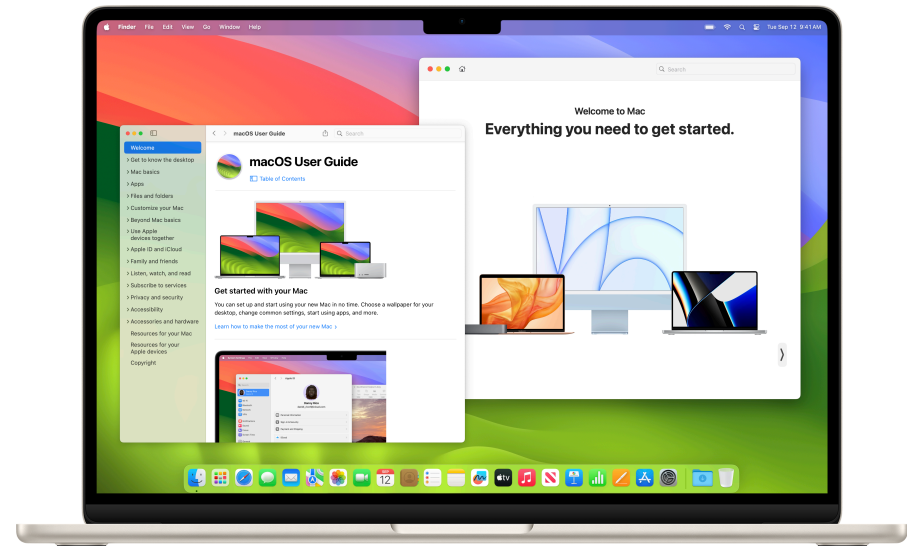 Finder File Edit View Go Window Help
Tue Sep 12 9:41AM
Search
Welcome to Mac
Everything you need to get started.
macOS User Guide
Search
Welcome
Get to know the desktop
Mac basics
Apps
Files and folders
Customize your Mac
Beyond Mac basics
Use Apple
devices together
Apple ID and iCloud
Family and friends
Listen, watch, and read
Subscribe to services
Privacy and security
Accessibility
Accessories and hardware
Resources for your Mac
Resources for your
Apple devices
Copyright
macOS User Guide
Table of Contents
Get started with your Mac
You can set up and start using your new Mac in no time. Choose a wallpaper for your
desktop, change common settings, start using apps, and more.
Learn how to make the most of your new Mac
SEP
12
tv